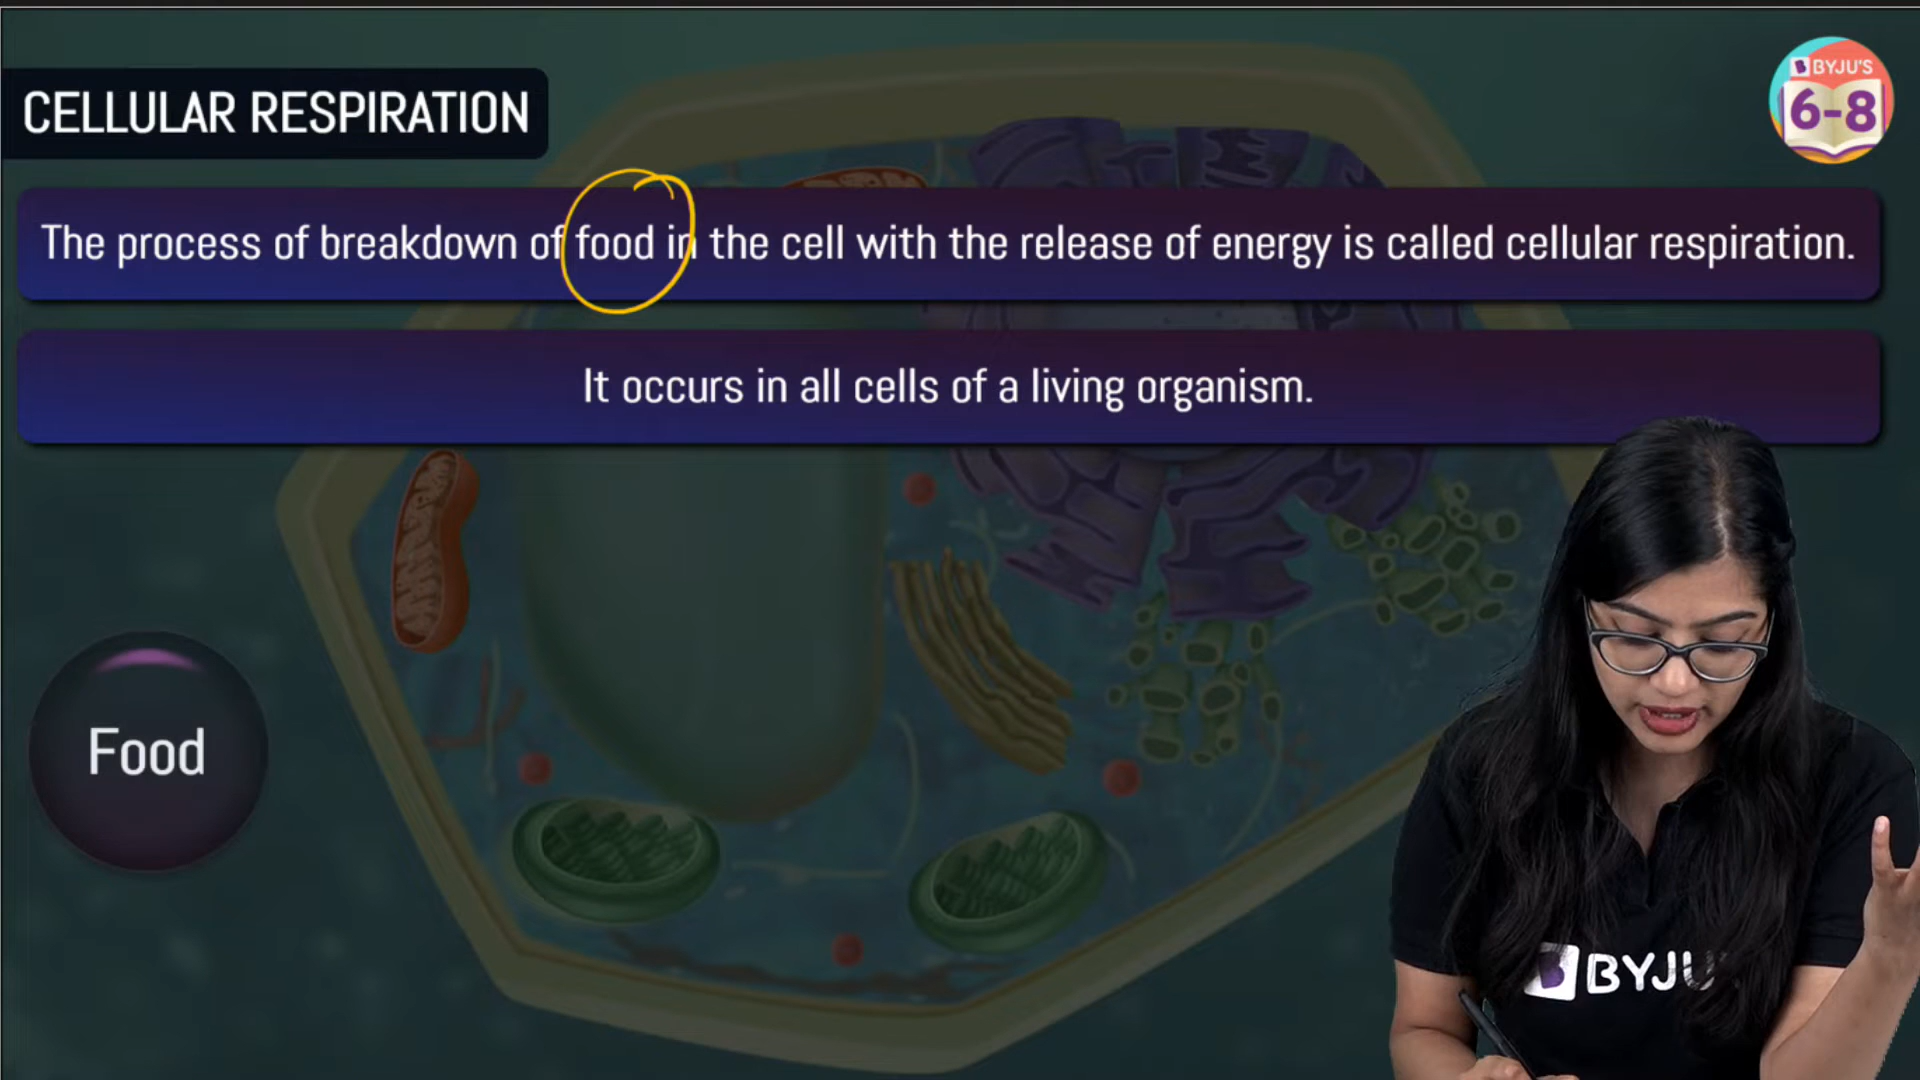 BYJU'S
6-8
CELLULAR RESPIRATION
The process of breakdown of food in the cell with the release of energy is called cellular respiration.
It occurs in all cells of a living organism.
Food
BYJU